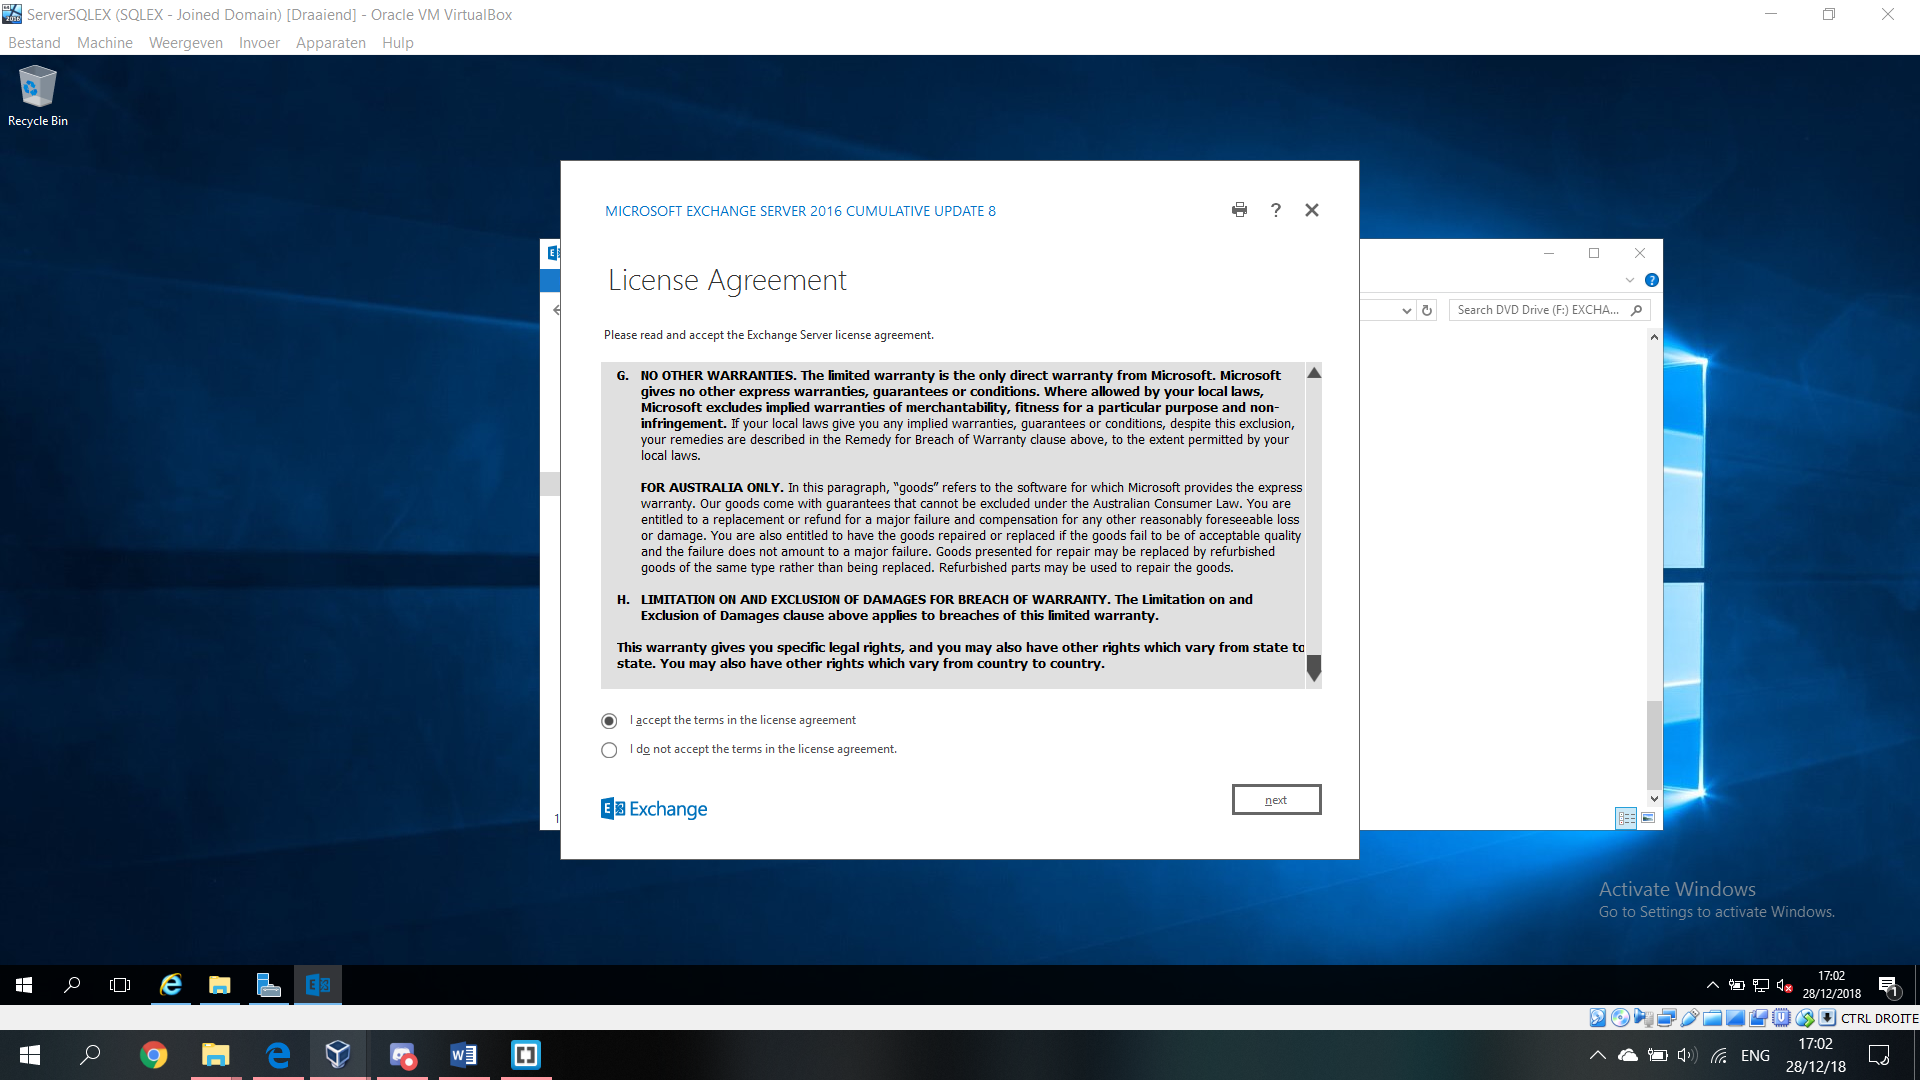 ServerSQLEX (SQLEX - Joined Domain) [Draaiend] - Oracle VM VirtualBox
Bestand Machine Weergeven Invoer Apparaten Hulp
Recycle Bin
MICROSOFT EXCHANGE SERVER 2016 CUMULATIVE UPDATE 8
?
License Agreement
Search DVD Drive (F:) EXCHA...
Please read and accept the Exchange Server license agreement.
G. NO OTHER WARRANTIES. The limited warranty is the only direct warranty from Microsoft. Microsoft
gives no other express warranties, guarantees or conditions. Where allowed by your local laws,
Microsoft excludes implied warranties of merchantability, fitness for a particular purpose and non-
infringement. If your local laws give you any implied warranties, guarantees or conditions, despite this exclusion,
your remedies are described in the Remedy for Breach of Warranty clause above, to the extent permitted by your
local laws.
FOR AUSTRALIA ONLY. In this paragraph, “goods” refers to the software for which Microsoft provides the express
warranty. Our goods come with guarantees that cannot be excluded under the Australian Consumer Law. You are
entitled to a replacement or refund for a major failure and compensation for any other reasonably foreseeable loss
or damage. You are also entitled to have the goods repaired or replaced if the goods fail to be of acceptable quality
and the failure does not amount to a major failure. Goods presented for repair may be replaced by refurbished
goods of the same type rather than being replaced. Refurbished parts may be used to repair the goods.
H. LIMITATION ON AND EXCLUSION OF DAMAGES FOR BREACH OF WARRANTY. The Limitation on and
Exclusion of Damages clause above applies to breaches of this limited warranty.
This warranty gives you specific legal rights, and you may also have other rights which vary from state to
state. You may also have other rights which vary from country to country.
I accept the terms in the license agreement
I do not accept the terms in the license agreement.
Exchange
next
1
Activate Windows
Go to Settings to activate Windows.
17:02
28/12/2018
1
CTRL DROITE
ENG
17:02
28/12/18